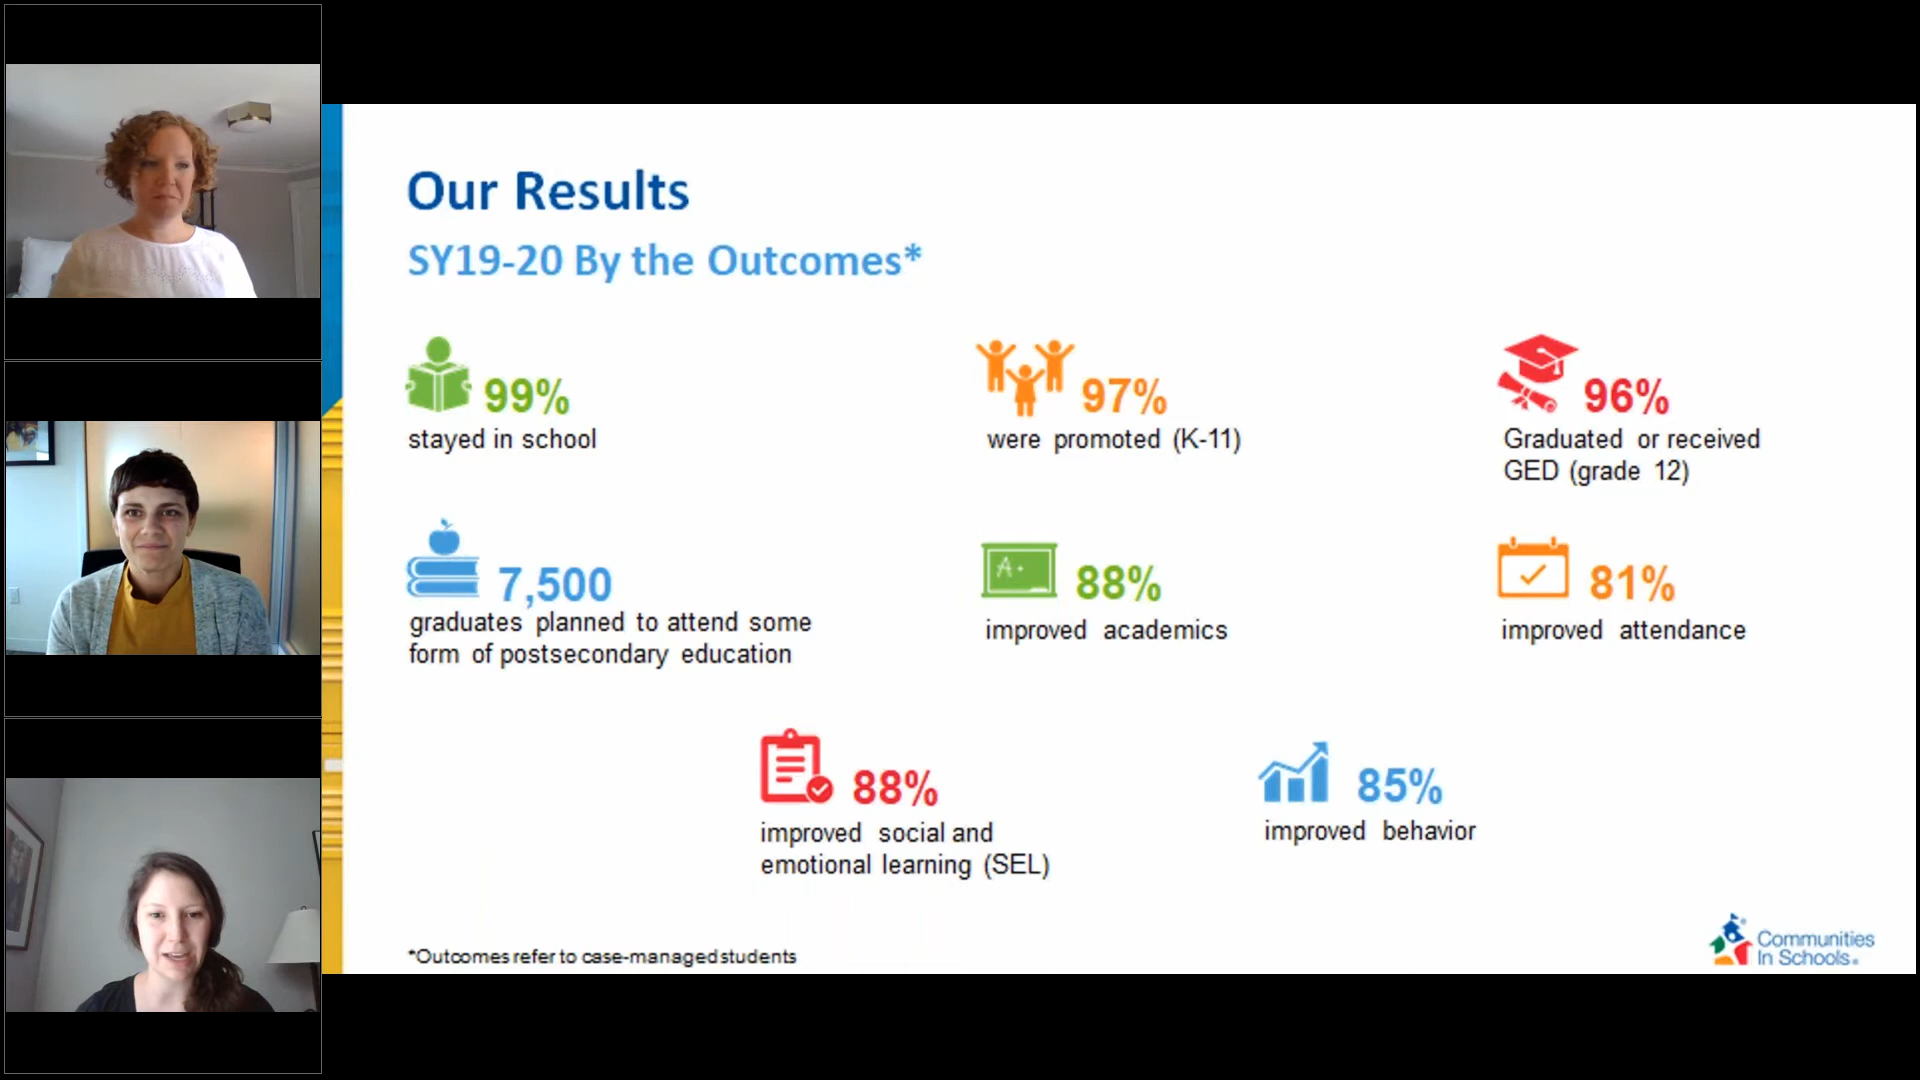 Our Results
SY19-20 By the Outcomes*
99%
stayed in school
97%
were promoted (K-11)
96%
Graduated or received
GED (grade 12)
7,500
graduates planned to attend some
form of postsecondary education
A+
88%
improved academics
81%
improved attendance
88%
improved social and
emotional learning (SEL)
85%
improved behavior
*Outcomes refer to case-managed students
Communities
In Schools®